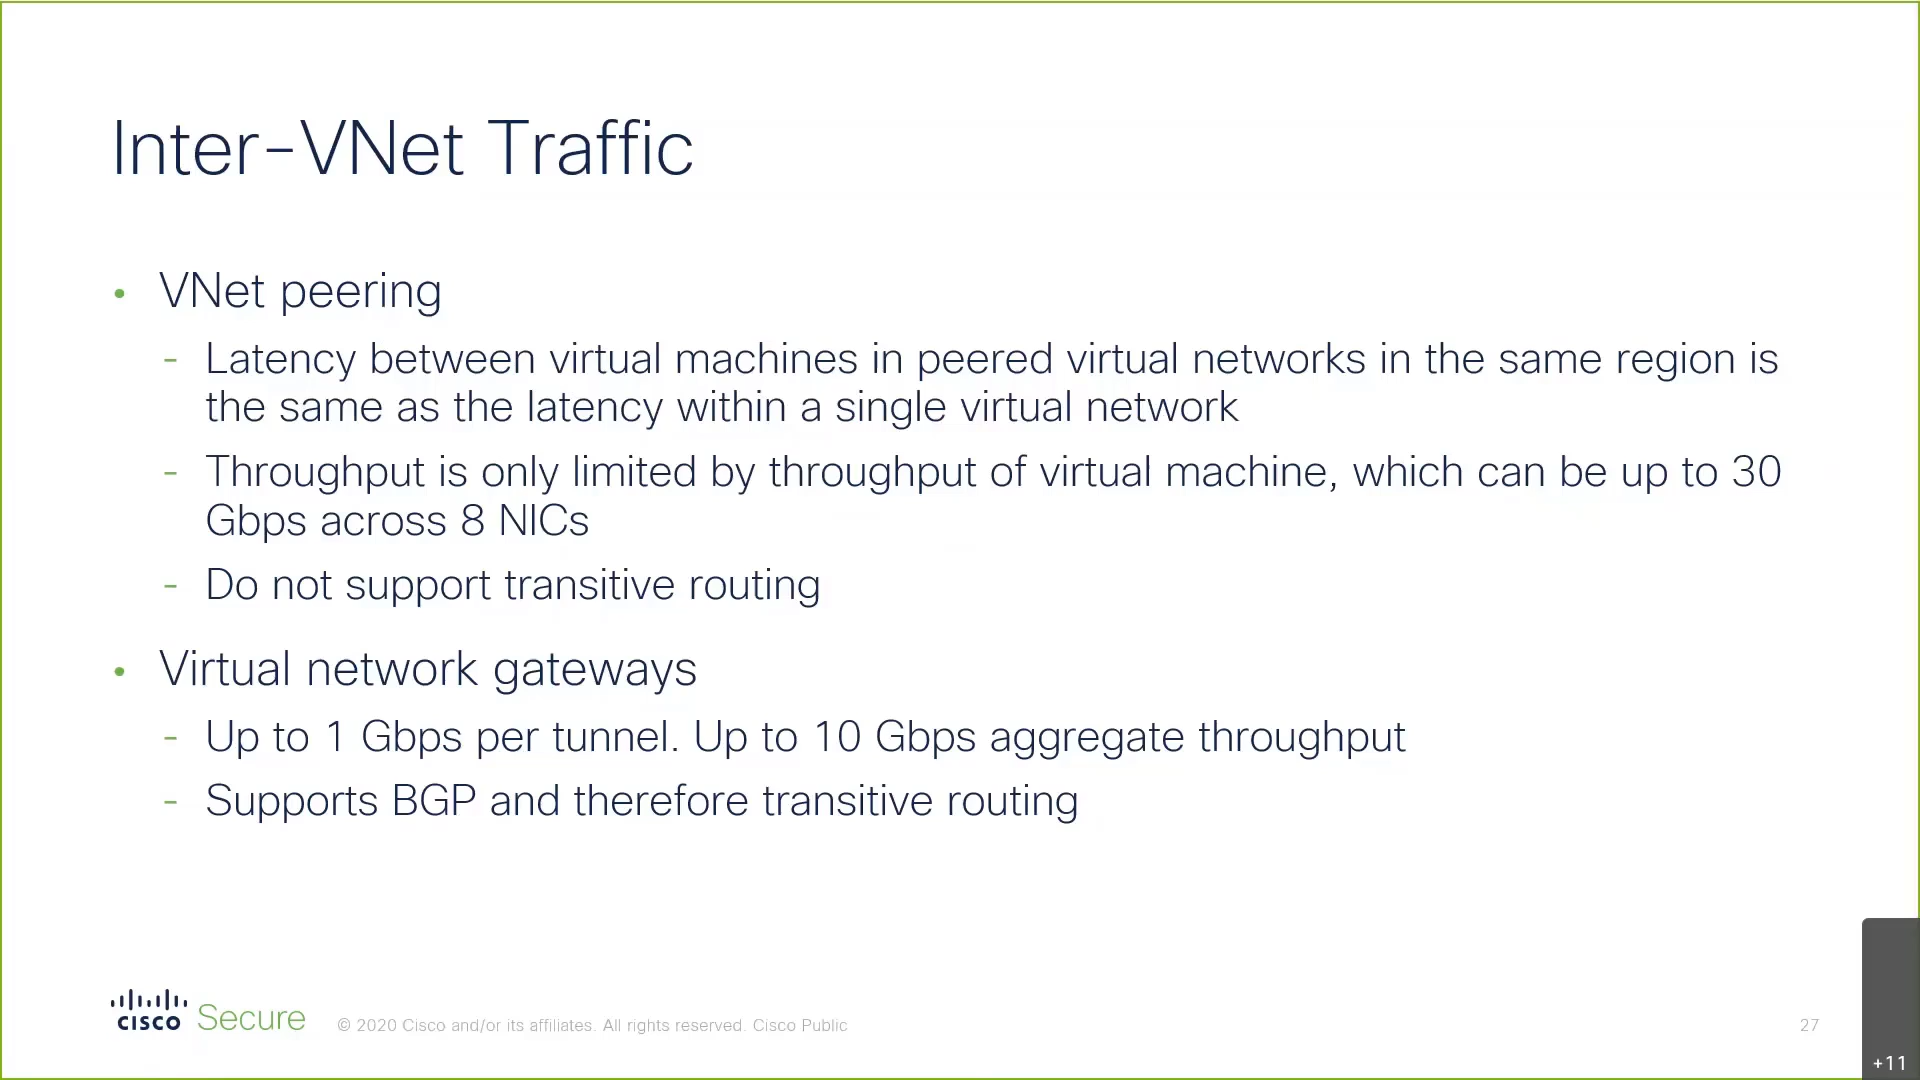 Inter-VNet Traffic
• VNet peering
- Latency between virtual machines in peered virtual networks in the same region is
the same as the latency within a single virtual network
- Throughput is only limited by throughput of virtual machine, which can be up to 30
Gbps across 8 NICs
- Do not support transitive routing
• Virtual network gateways
- Up to 1 Gbps per tunnel. Up to 10 Gbps aggregate throughput
- Supports BGP and therefore transitive routing
CISCO Secure © 2020 Cisco and/or its affiliates. All rights reserved. Cisco Public 27
+11